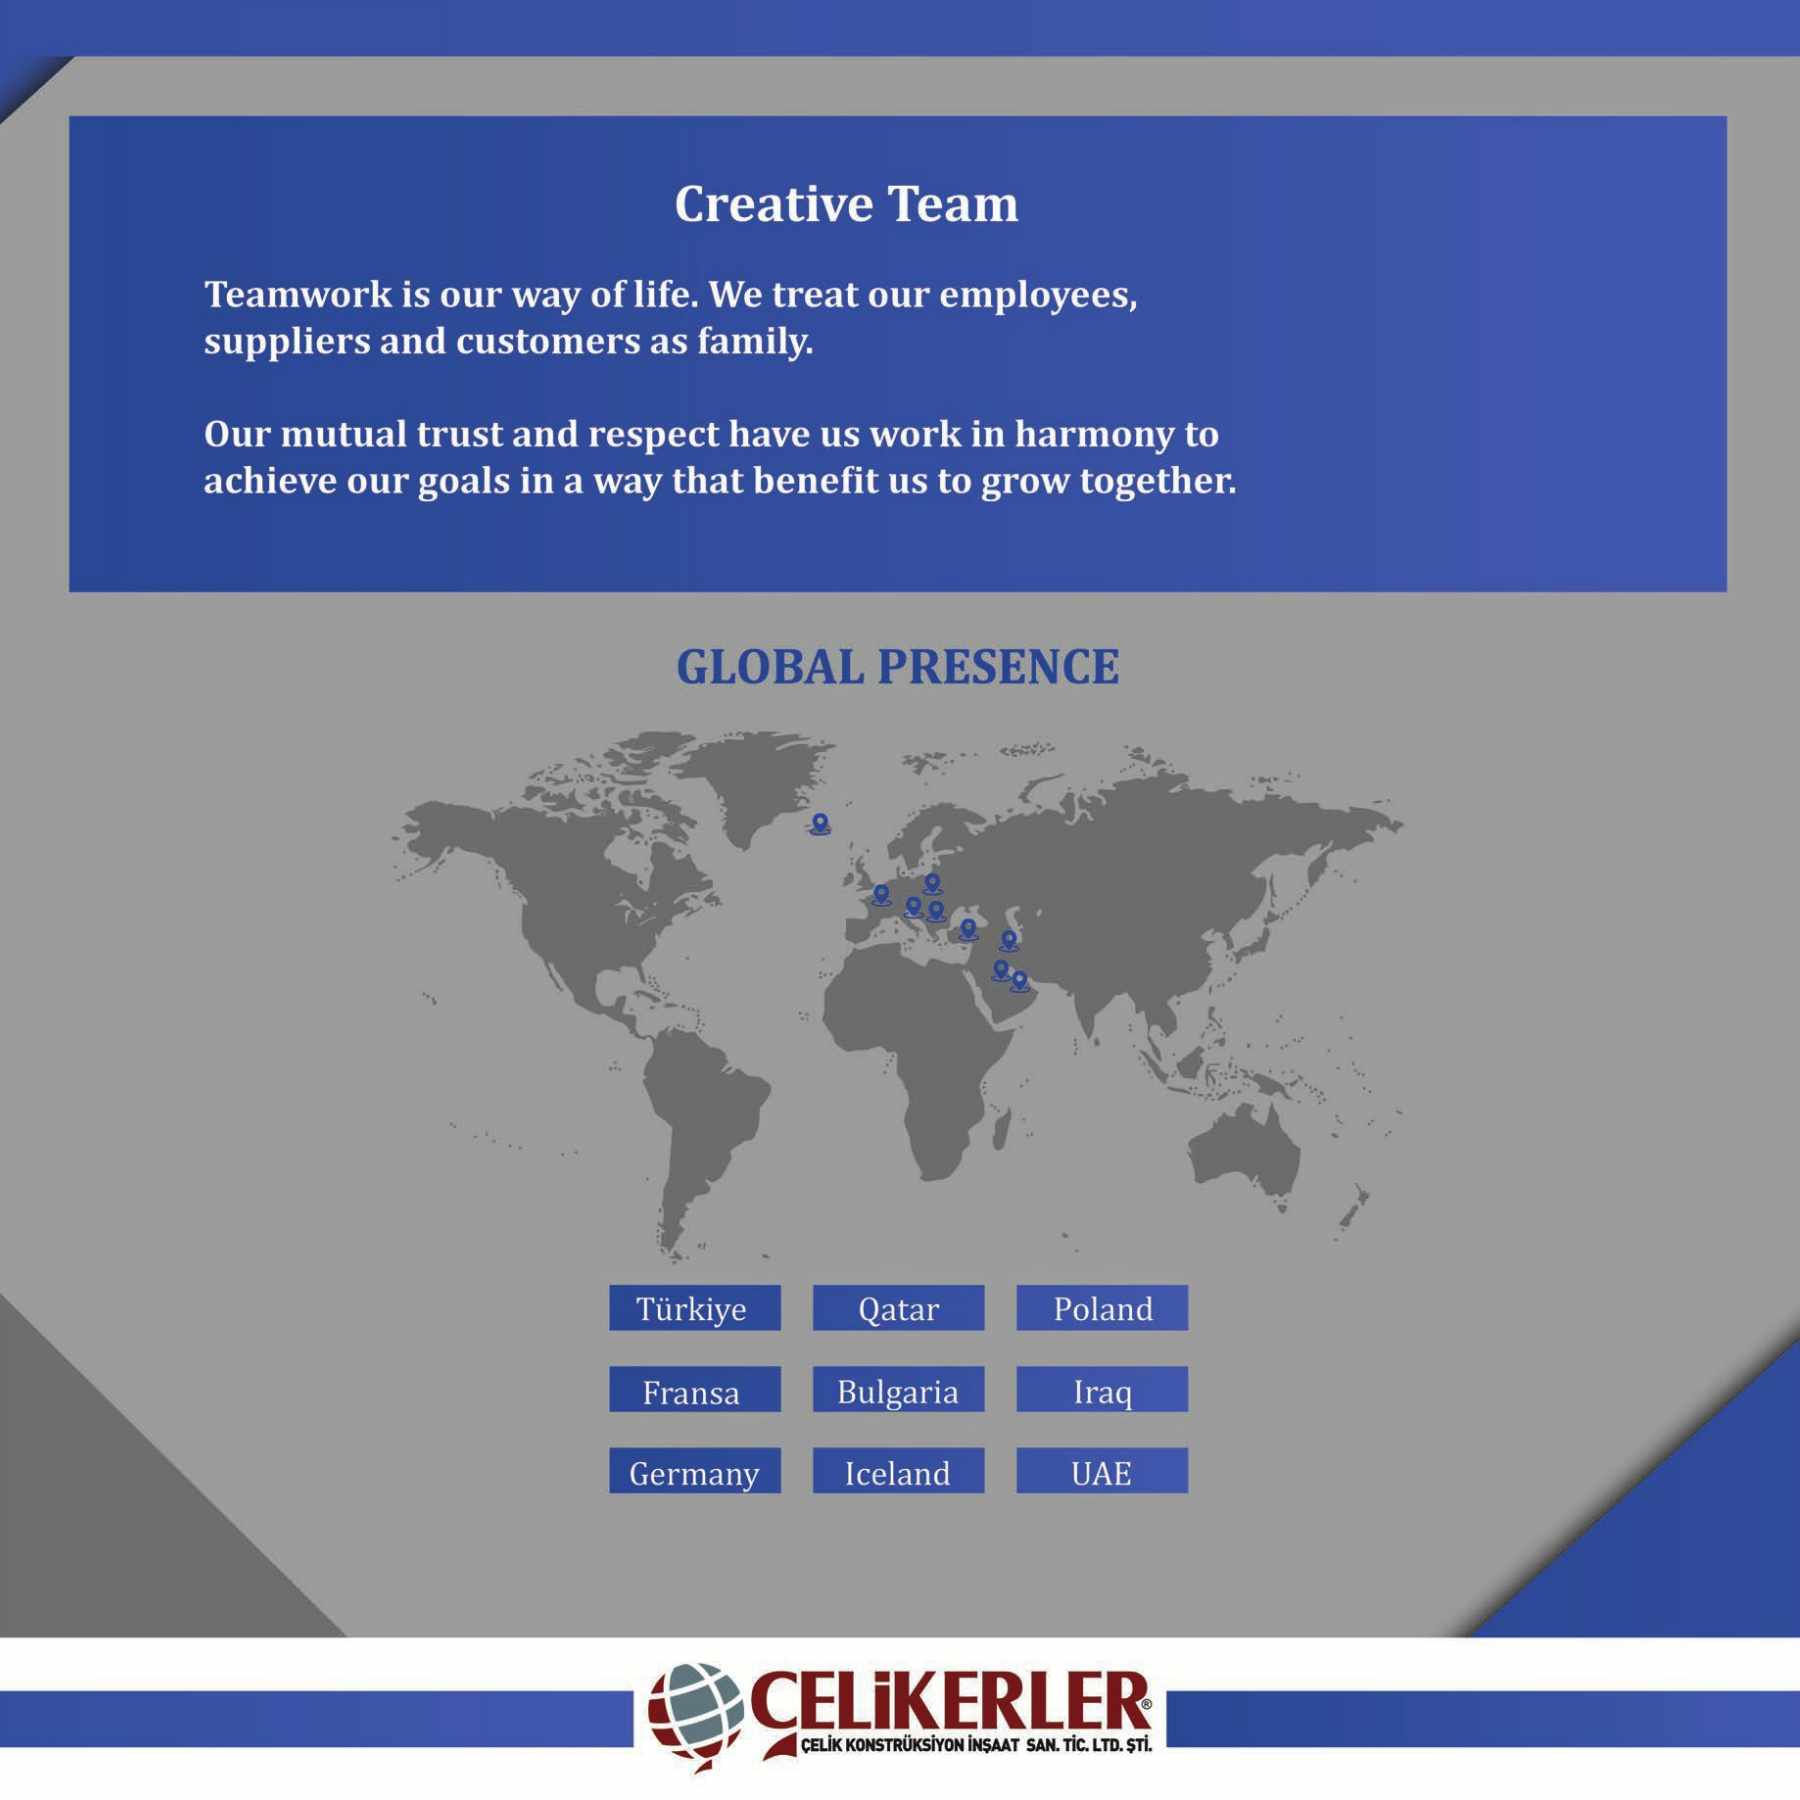 Creative Team
Teamwork is our way of life. We treat our employees,
suppliers and customers as family.
Our mutual trust and respect have us work in harmony to
achieve our goals in a way that benefit us to grow together.
GLOBAL PRESENCE
Türkiye
Qatar
Poland
Fransa
Bulgaria
Iraq
Germany
Iceland
UAE
ÇELiKERLER®
ÇELİK KONSTRÜKSİYON İNŞAAT SAN. TİC. LTD. ŞTİ.